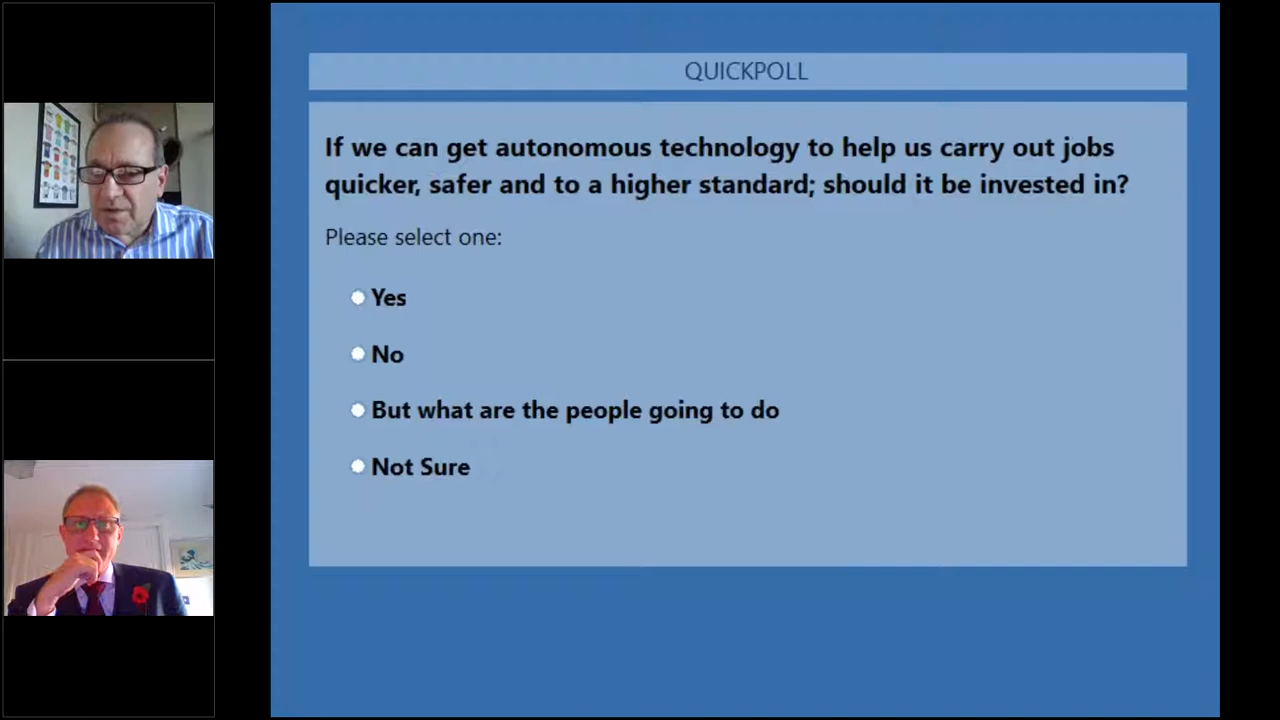 QUICKPOLL
If we can get autonomous technology to help us carry out jobs
quicker, safer and to a higher standard; should it be invested in?
Please select one:
Yes
No
But what are the people going to do
Not Sure